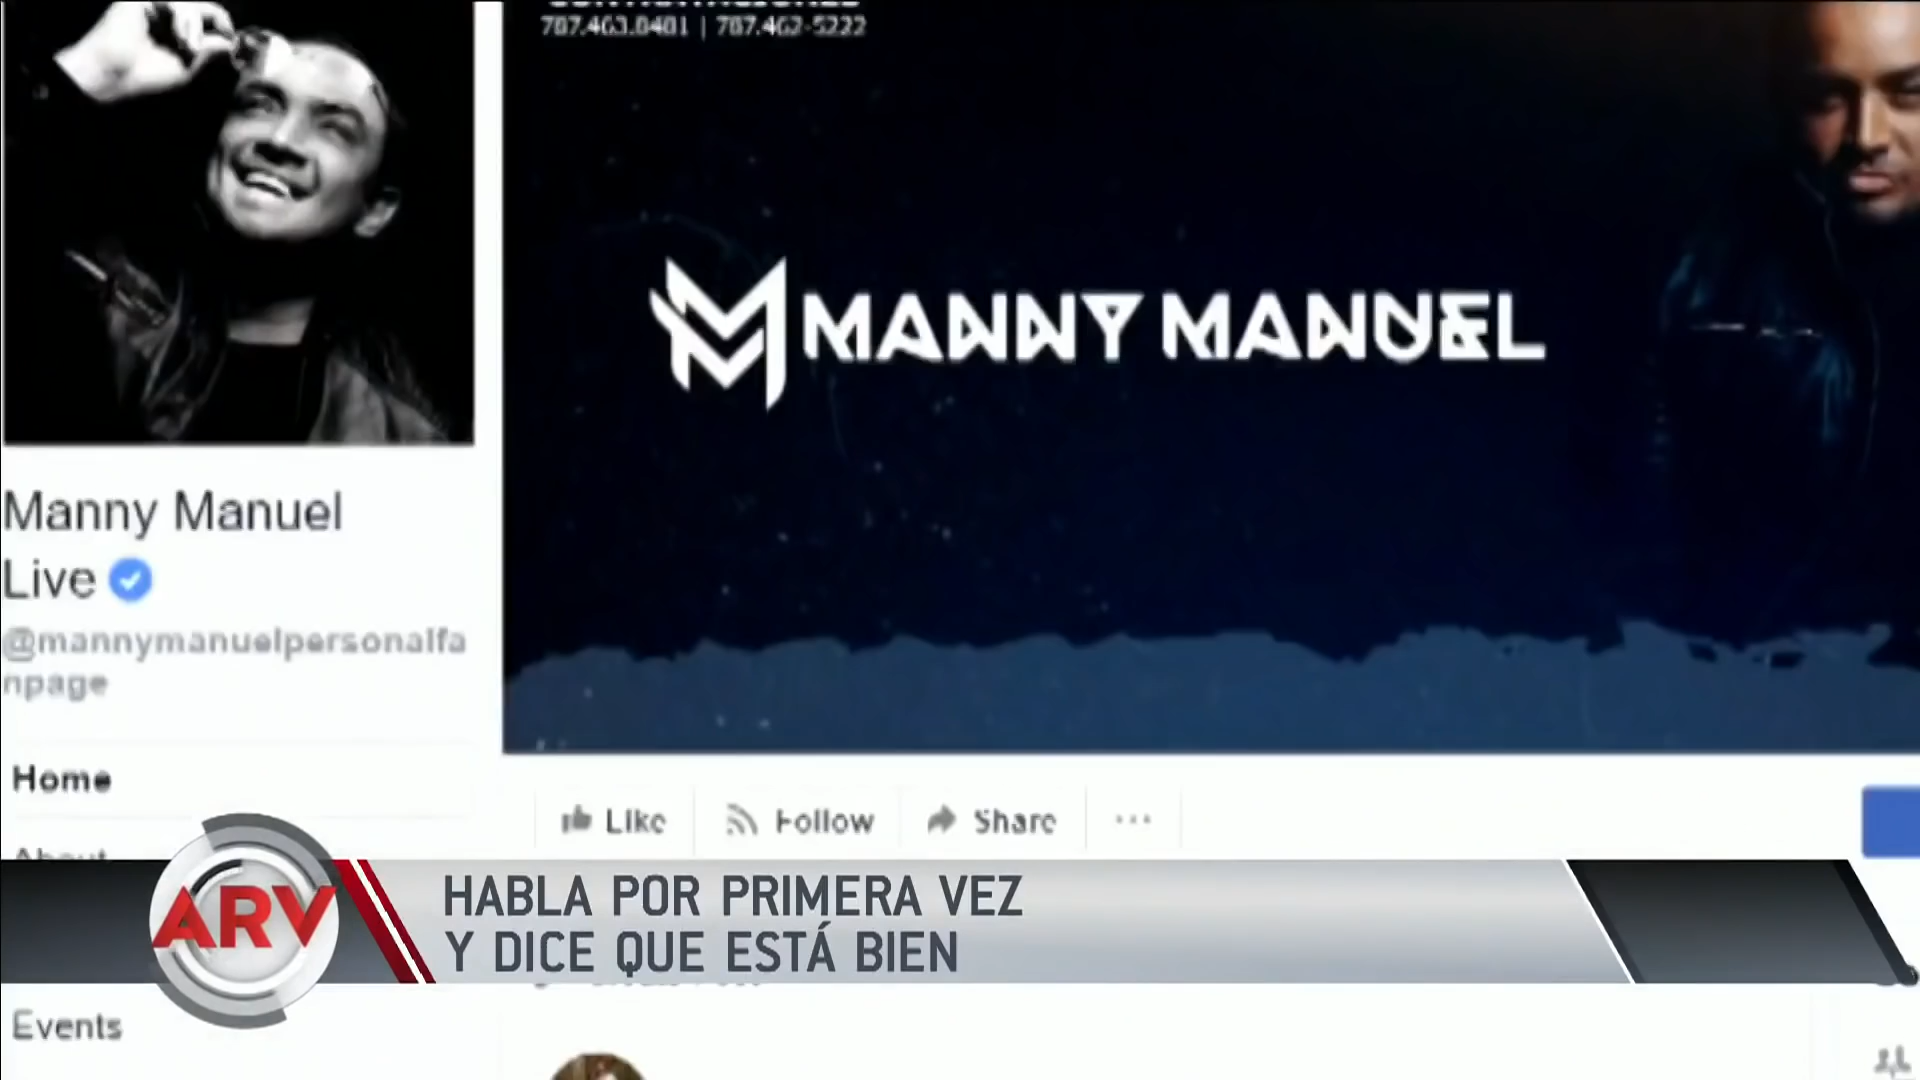 787.463.0401 | 787.462-5222
MANNY MANUEL
Manny Manuel
Live
@mannymanuelpersonalfa
npage
Home
Like
Follow
Share
ARV
HABLA POR PRIMERA VEZ
Y DICE QUE ESTÁ BIEN
Events